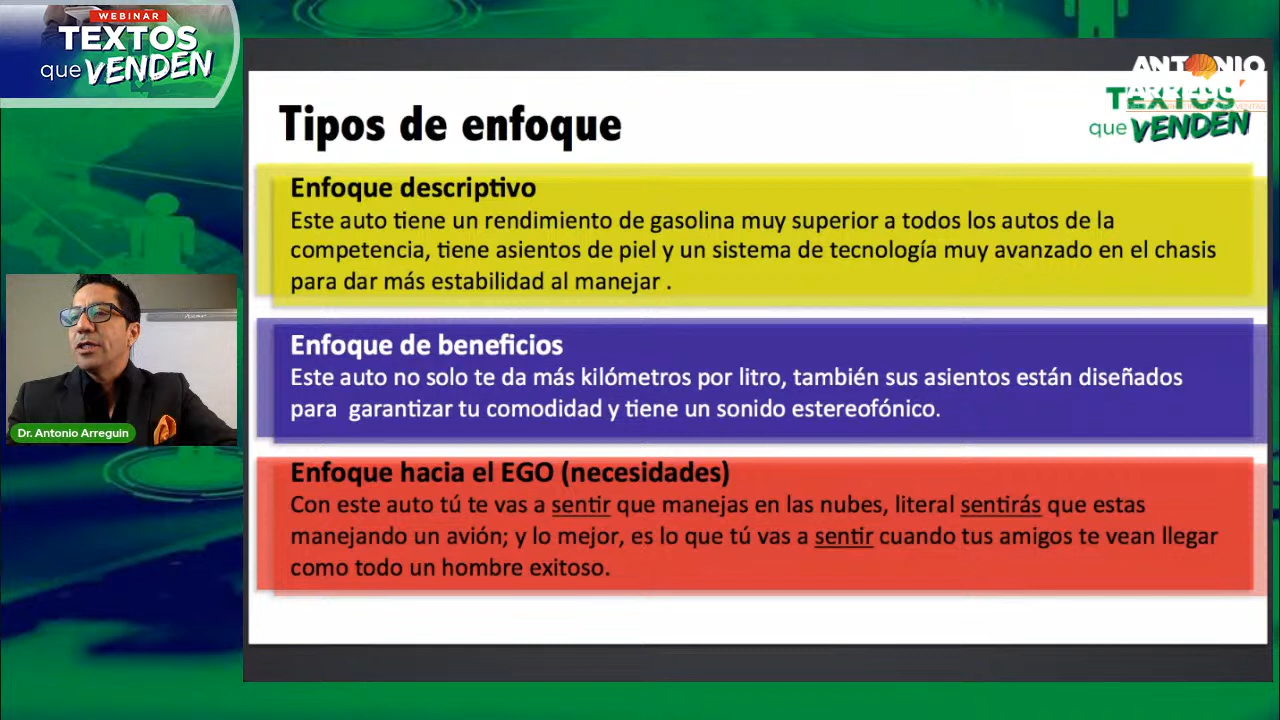 WEBINAR
TEXTOS
que VENDEN
ANTONIO
ARREGUÍN
TEXTOS
que VENDEN
Tipos de enfoque
Enfoque descriptivo
Este auto tiene un rendimiento de gasolina muy superior a todos los autos de la
competencia, tiene asientos de piel y un sistema de tecnología muy avanzado en el chasis
para dar más estabilidad al manejar .
Enfoque de beneficios
Este auto no solo te da más kilómetros por litro, también sus asientos están diseñados
para garantizar tu comodidad y tiene un sonido estereofónico.
Enfoque hacia el EGO (necesidades)
Con este auto tú te vas a sentir que manejas en las nubes, literal sentirás que estas
manejando un avión; y lo mejor, es lo que tú vas a sentir cuando tus amigos te vean llegar
como todo un hombre exitoso.
Dr. Antonio Arreguin